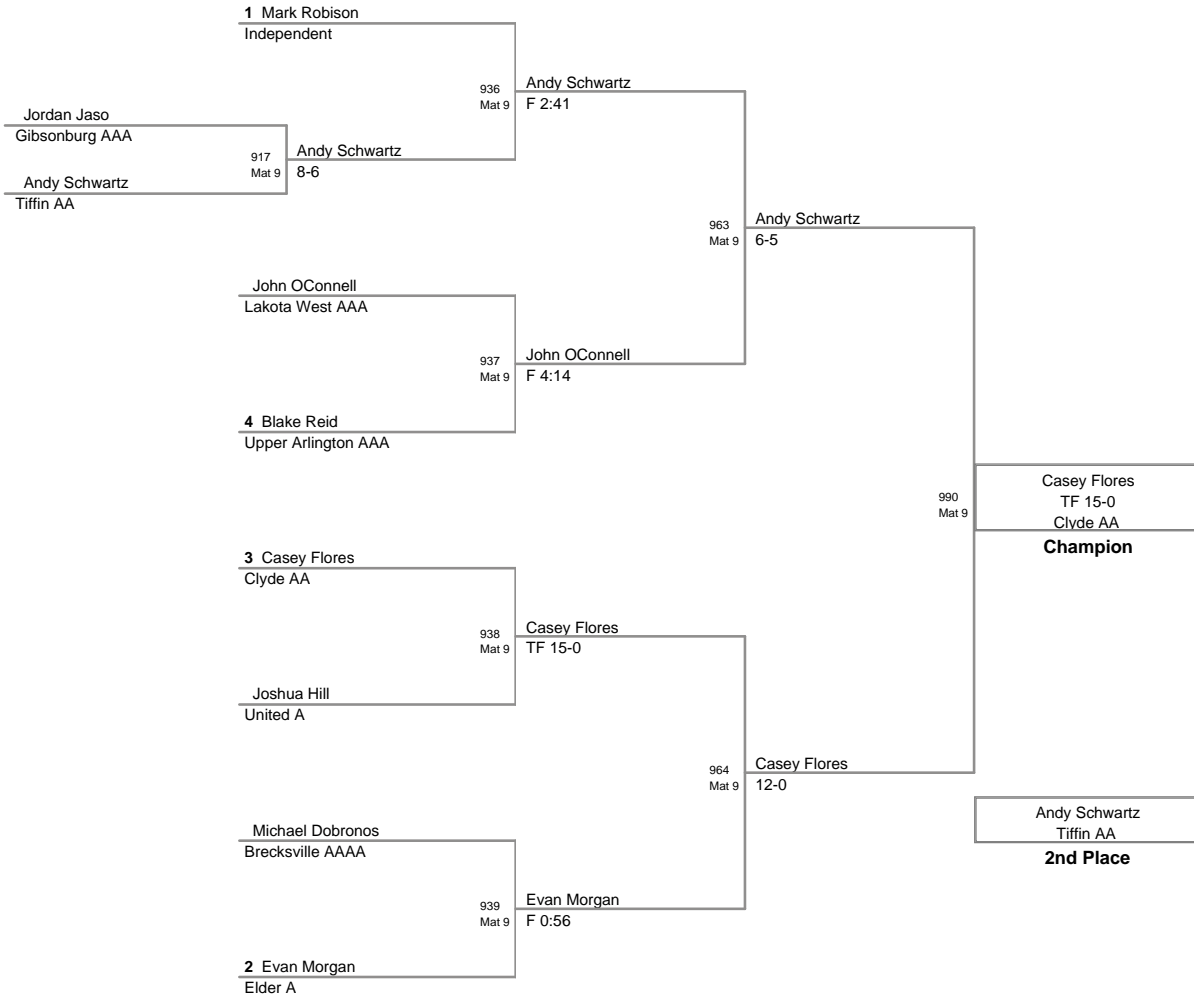 1 Mark Robison
Independent
936
Mat 9
Andy Schwartz
F 2:41
Jordan Jaso
Gibsonburg AAA
917
Mat 9
Andy Schwartz
8-6
Andy Schwartz
Tiffin AA
963
Mat 9
Andy Schwartz
6-5
John OConnell
Lakota West AAA
937
Mat 9
John OConnell
F 4:14
4 Blake Reid
Upper Arlington AAA
990
Mat 9
Casey Flores
TF 15-0
Clyde AA
Champion
3 Casey Flores
Clyde AA
938
Mat 9
Casey Flores
TF 15-0
Joshua Hill
United A
964
Mat 9
Casey Flores
12-0
Andy Schwartz
Tiffin AA
2nd Place
Michael Dobronos
Brecksville AAAA
939
Mat 9
Evan Morgan
F 0:56
2 Evan Morgan
Elder A